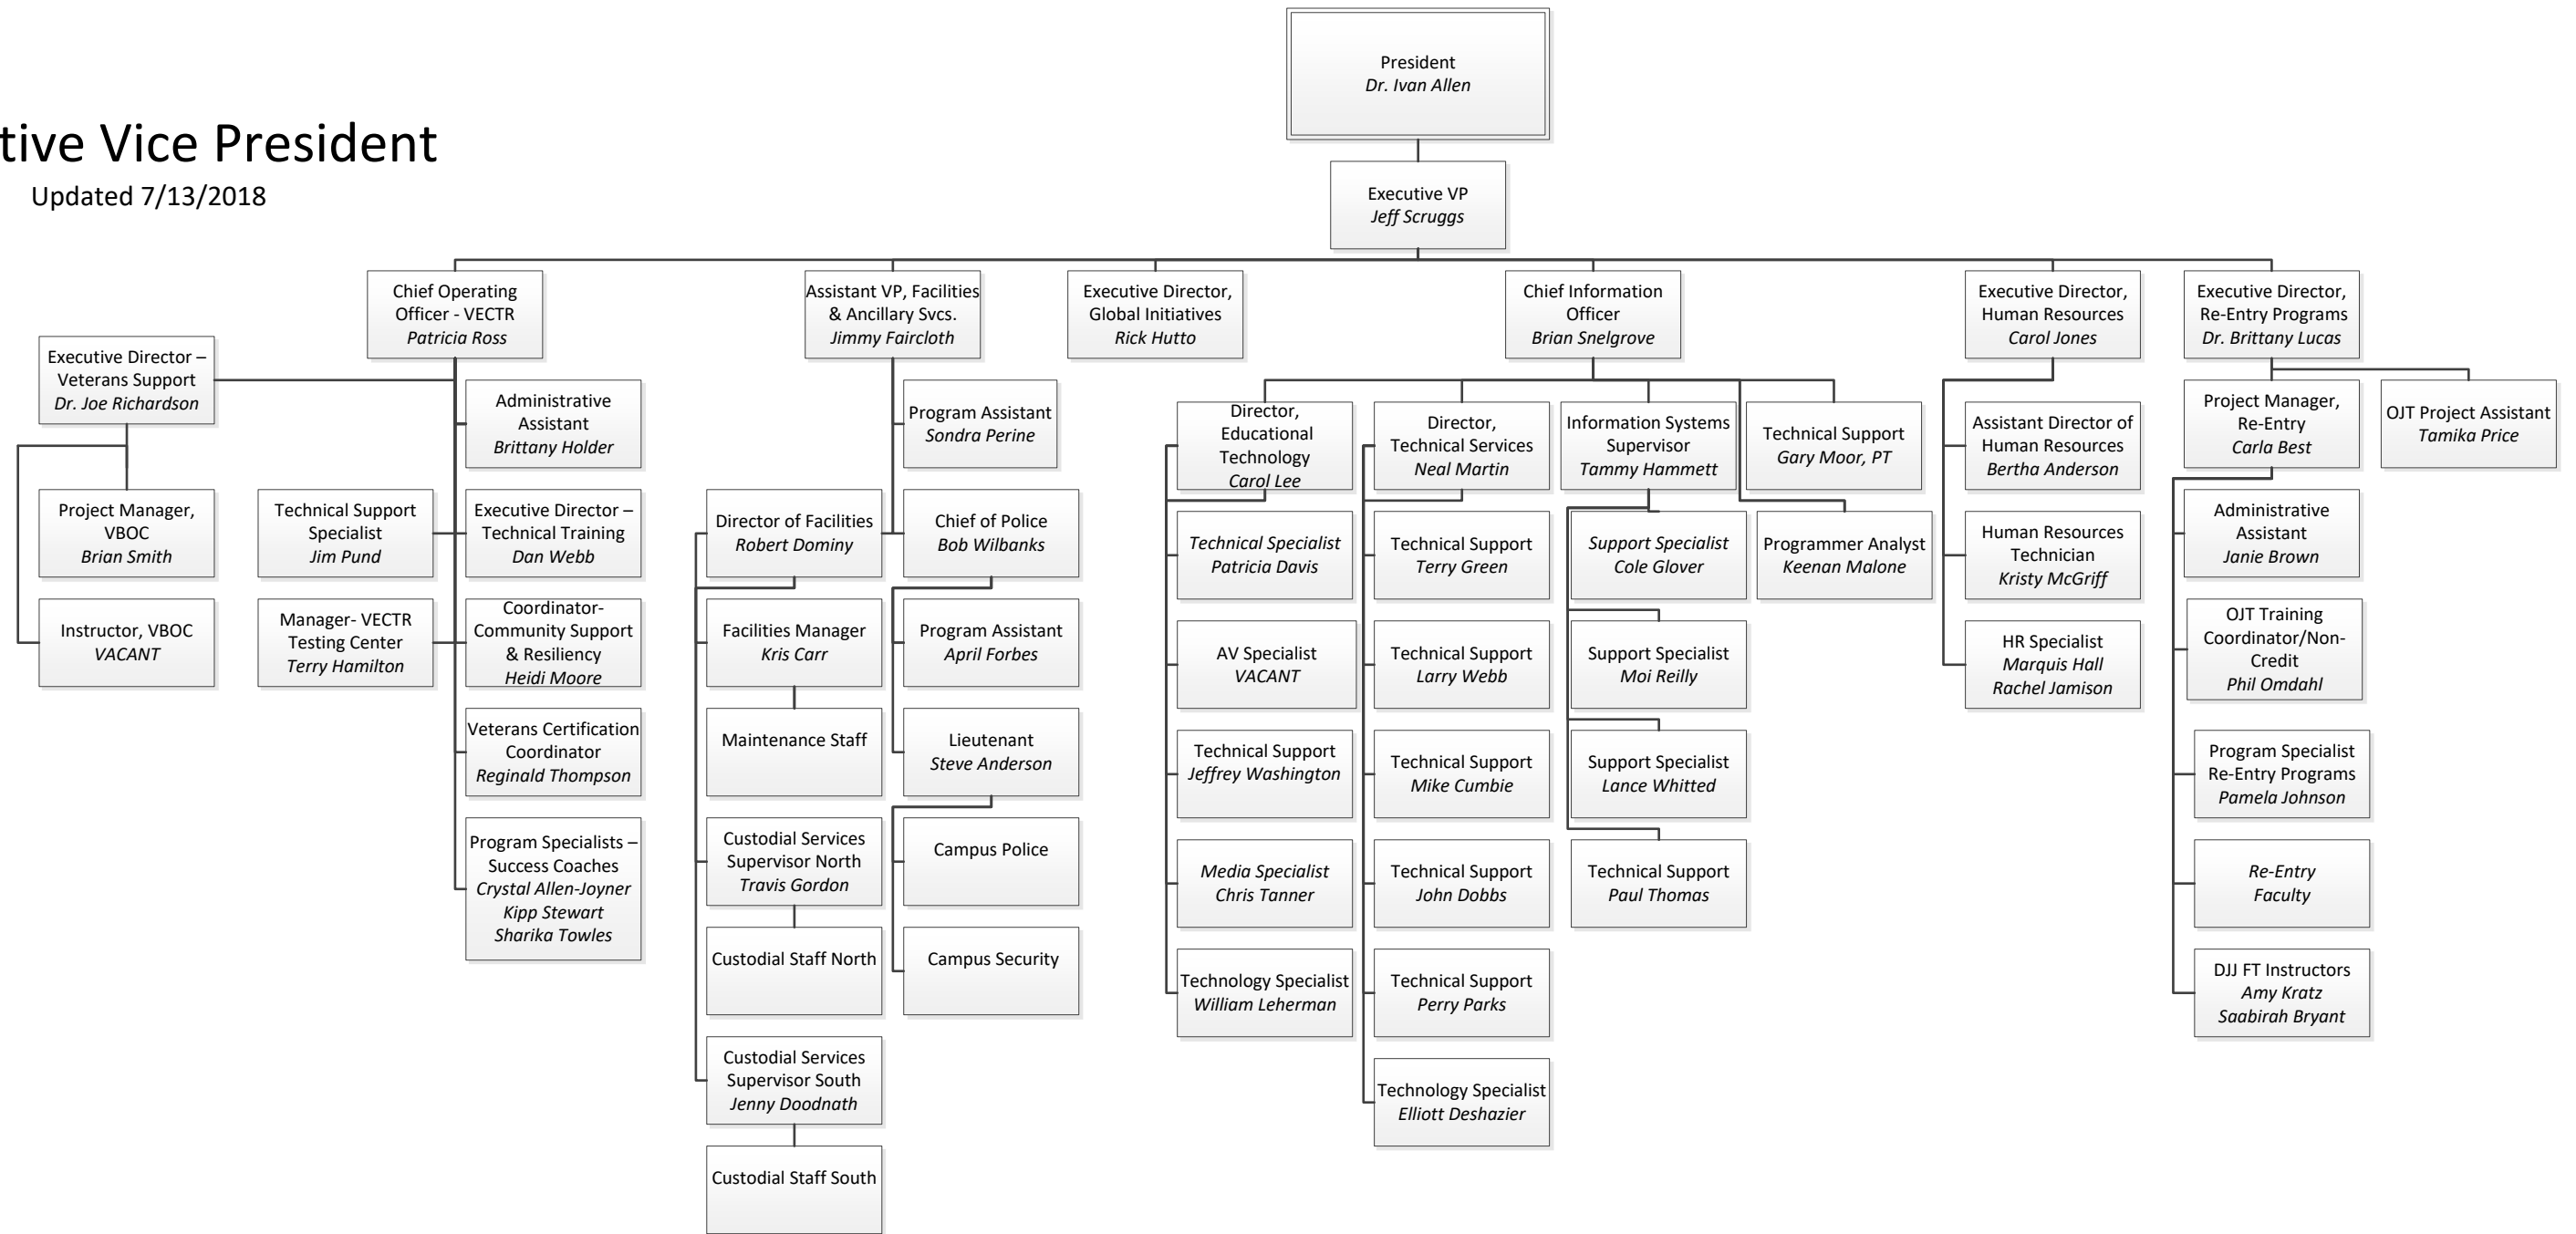 President
Dr. Ivan Allen
tive Vice President
Updated 7/13/2018
Executive VP
Jeff Scruggs
Chief Operating
Officer - VECTR
Patricia Ross
Assistant VP, Facilities
& Ancillary Svcs.
Jimmy Faircloth
Executive Director,
Global Initiatives
Rick Hutto
Chief Information
Officer
Brian Snelgrove
Executive Director,
Human Resources
Carol Jones
Executive Director,
Re-Entry Programs
Dr. Brittany Lucas
Executive Director –
Veterans Support
Dr. Joe Richardson
Project Manager,
VBOC
Brian Smith
Instructor, VBOC
VACANT
Technical Support
Specialist
Jim Pund
Manager- VECTR
Testing Center
Terry Hamilton
Administrative
Assistant
Brittany Holder
Executive Director –
Technical Training
Dan Webb
Coordinator-
Community Support
& Resiliency
Heidi Moore
Veterans Certification
Coordinator
Reginald Thompson
Program Specialists –
Success Coaches
Crystal Allen-Joyner
Kipp Stewart
Sharika Towles
Program Assistant
Sondra Perine
Director of Facilities
Robert Dominy
Facilities Manager
Kris Carr
Maintenance Staff
Custodial Services
Supervisor North
Travis Gordon
Custodial Staff North
Custodial Services
Supervisor South
Jenny Doodnath
Custodial Staff South
Chief of Police
Bob Wilbanks
Program Assistant
April Forbes
Lieutenant
Steve Anderson
Campus Police
Campus Security
Director,
Educational
Technology
Carol Lee
Technical Specialist
Patricia Davis
AV Specialist
VACANT
Technical Support
Jeffrey Washington
Media Specialist
Chris Tanner
Technology Specialist
William Leherman
Director,
Technical Services
Neal Martin
Technical Support
Terry Green
Technical Support
Larry Webb
Technical Support
Mike Cumbie
Technical Support
John Dobbs
Technical Support
Perry Parks
Technology Specialist
Elliott Deshazier
Information Systems
Supervisor
Tammy Hammett
Support Specialist
Cole Glover
Support Specialist
Moi Reilly
Support Specialist
Lance Whitted
Technical Support
Paul Thomas
Technical Support
Gary Moor, PT
Programmer Analyst
Keenan Malone
Assistant Director of
Human Resources
Bertha Anderson
Human Resources
Technician
Kristy McGriff
HR Specialist
Marquis Hall
Rachel Jamison
Project Manager,
Re-Entry
Carla Best
OJT Project Assistant
Tamika Price
Administrative
Assistant
Janie Brown
OJT Training
Coordinator/Non-
Credit
Phil Omdahl
Program Specialist
Re-Entry Programs
Pamela Johnson
Re-Entry
Faculty
DJJ FT Instructors
Amy Kratz
Saabirah Bryant